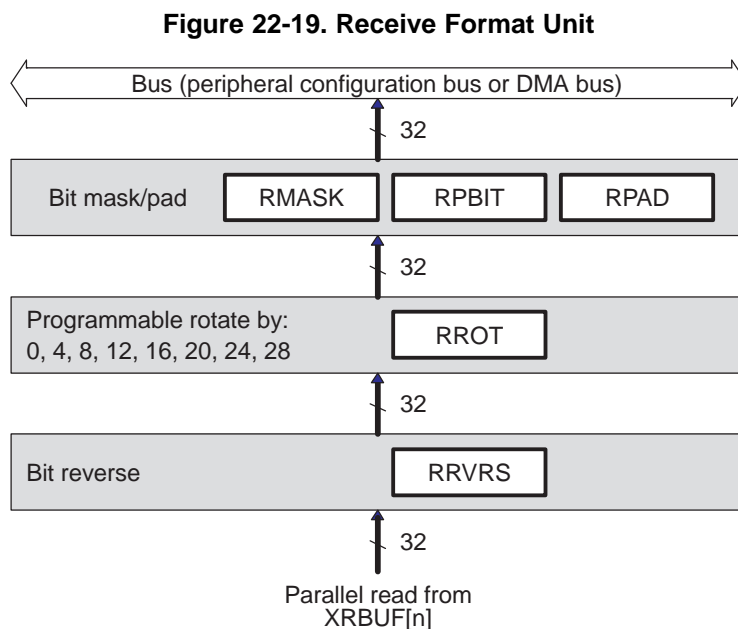 Figure 22-19. Receive Format Unit
Bus (peripheral configuration bus or DMA bus)
32
Bit mask/pad RMASK RPBIT RPAD
32
Programmable rotate by:
0, 4, 8, 12, 16, 20, 24, 28
RROT
32
Bit reverse RRVRS
32
Parallel read from
XRBUF[n]